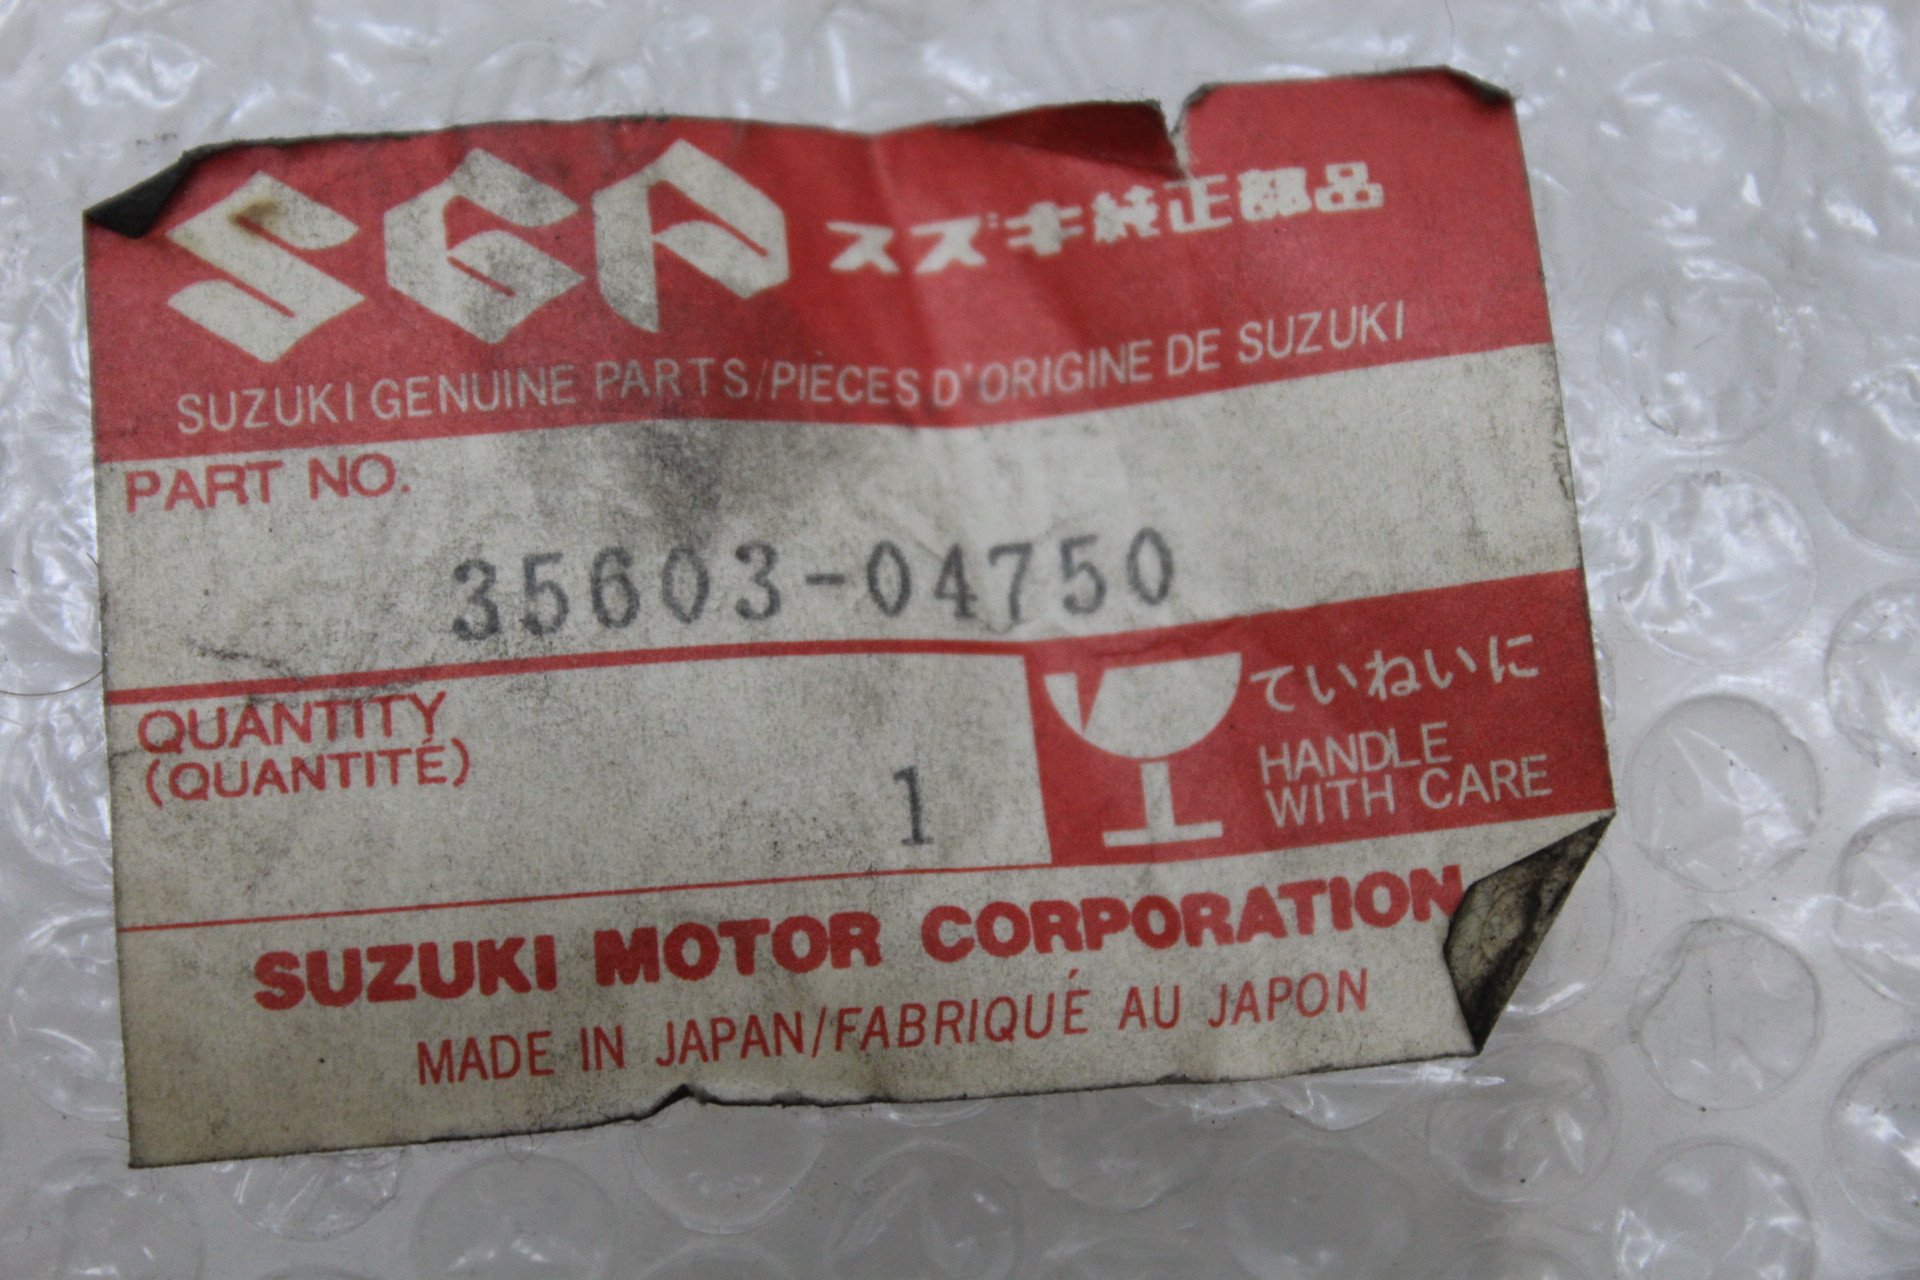 SGP スズキ純正部品
SUZUKI GENUINE PARTS/PIÈCES D'ORIGINE DE SUZUKI
PART NO.
35603-04750
QUANTITY
(QUANTITÉ)
1
ていねいに
HANDLE
WITH CARE
SUZUKI MOTOR CORPORATION
MADE IN JAPAN/FABRIQUÉ AU JAPON